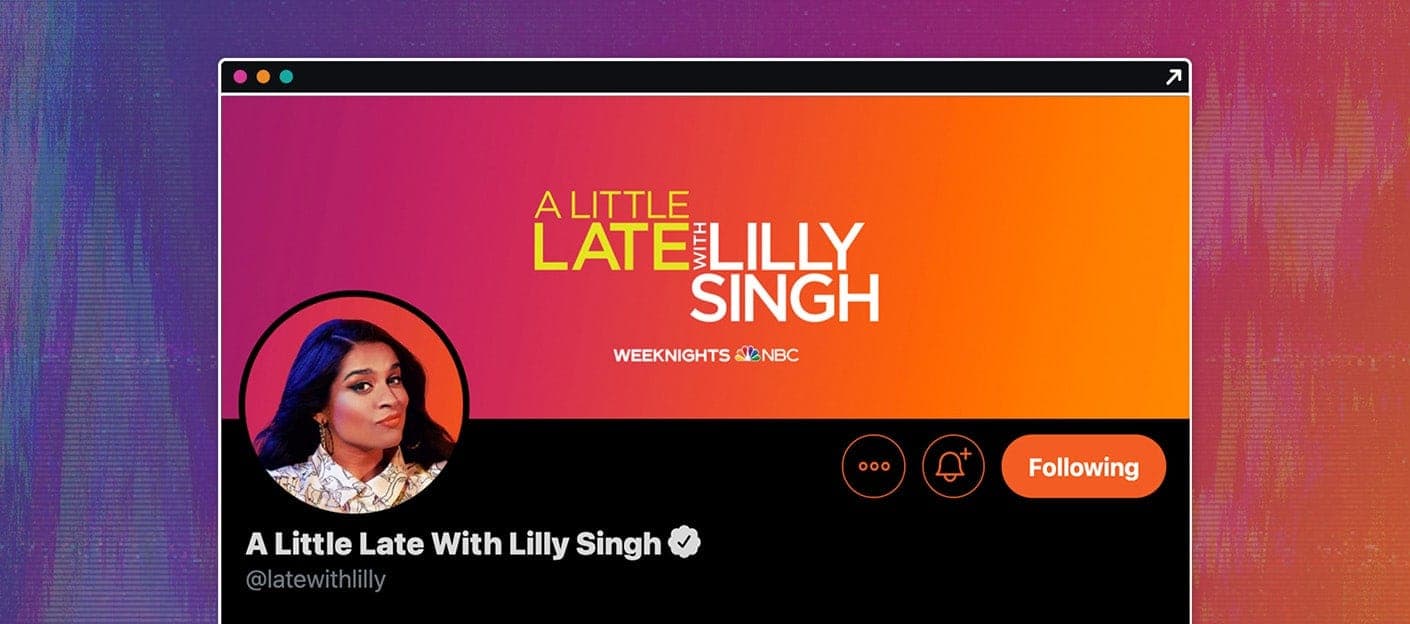 A LITTLE
LATE WITH LILLY
SINGH
WEEKNIGHTS NBC
Following
A Little Late With Lilly Singh
@latewithlilly